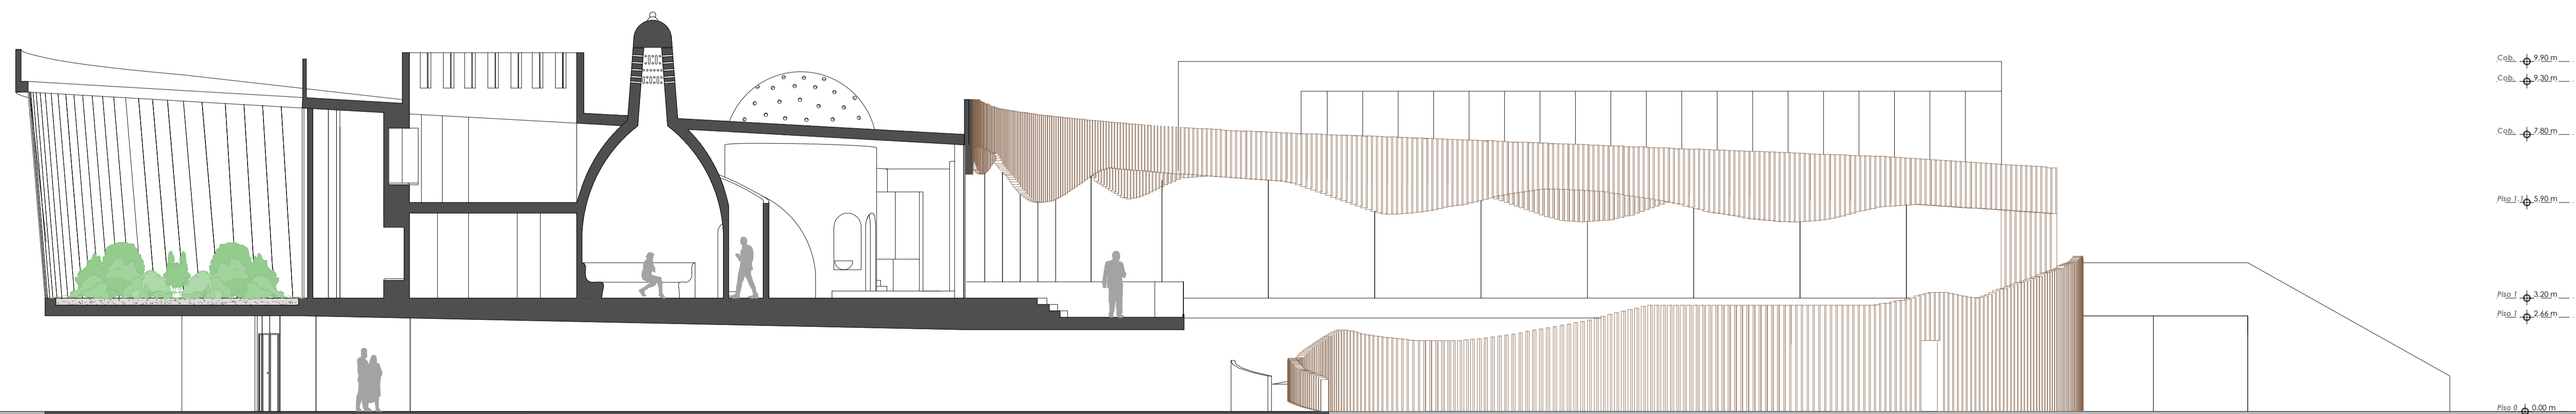 Cob. 9.90 m
Cob. 9.30 m
Cob. 7.80 m
Piso 1.1 5.90 m
Piso 1 3.20 m
Piso 1 2.66 m
Piso 0 0.00 m